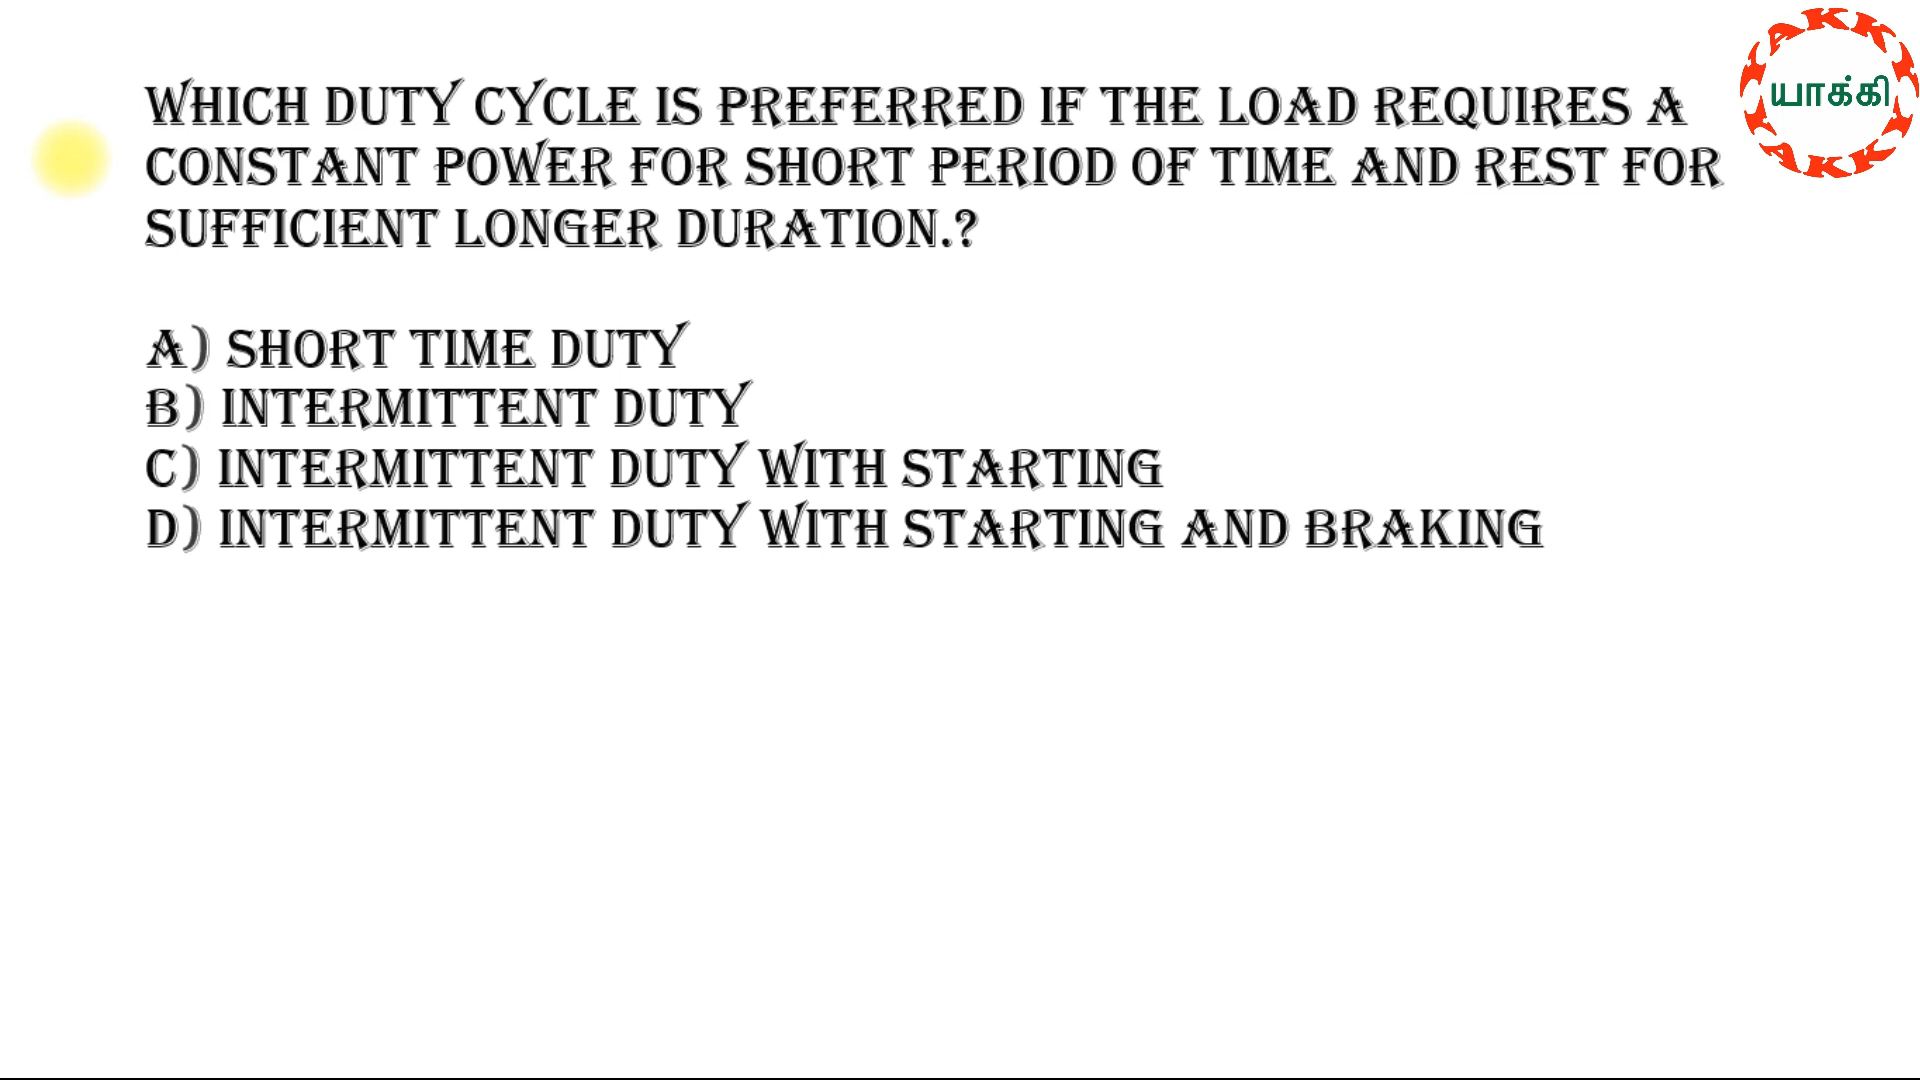 WHICH DUTY CYCLE IS PREFERRED IF THE LOAD REQUIRES A
CONSTANT POWER FOR SHORT PERIOD OF TIME AND REST FOR
SUFFICIENT LONGER DURATION.?
A) SHORT TIME DUTY
B) INTERMITTENT DUTY
C) INTERMITTENT DUTY WITH STARTING
D) INTERMITTENT DUTY WITH STARTING AND BRAKING
யாக்கி